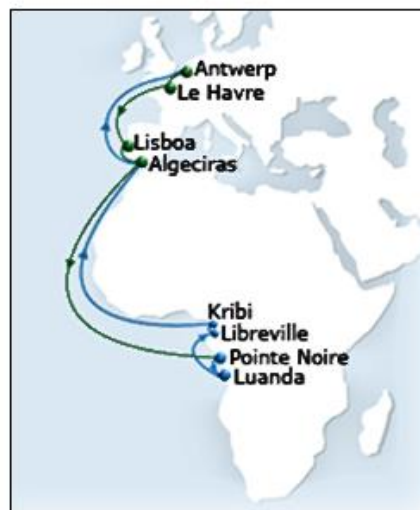 Antwerp
Le Havre
Lisboa
Algeciras
Kribi
Libreville
Pointe Noire
Luanda